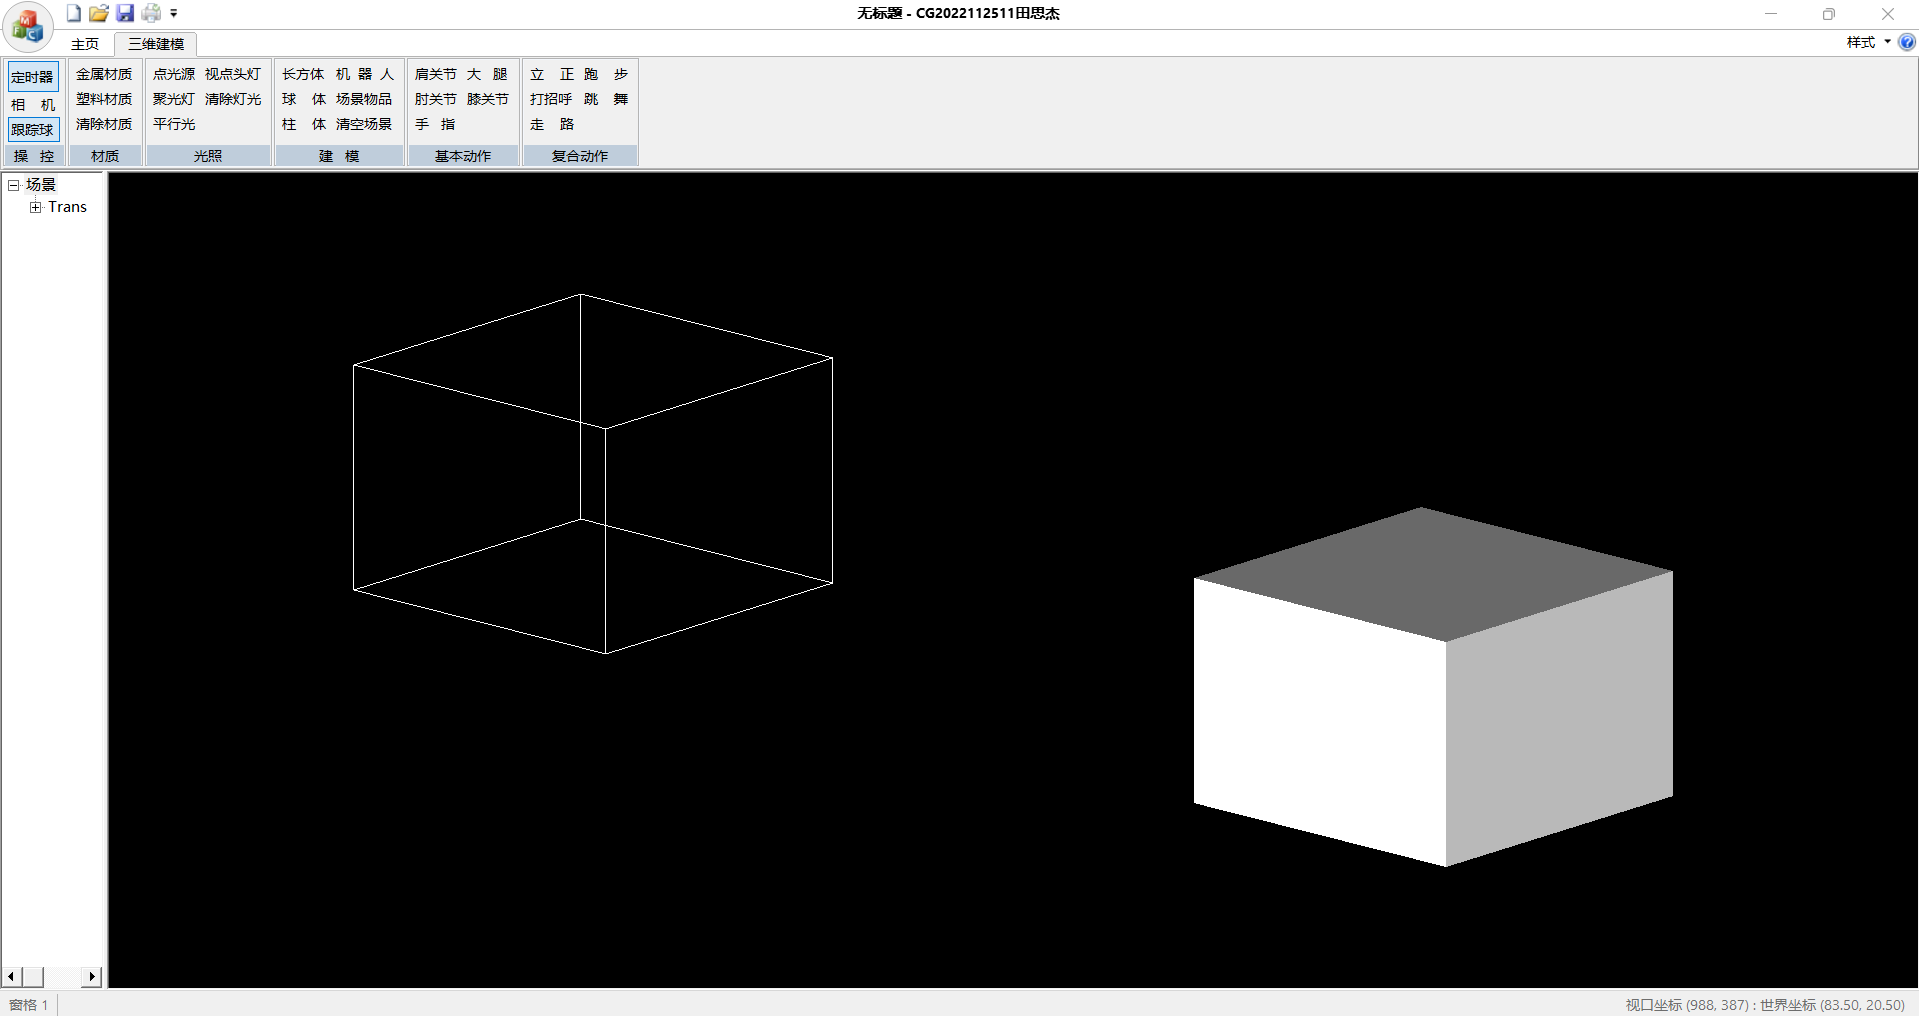 无标题 - CG2022112511田思杰
主页 三维建模 样式
定时器 金属材质 点光源 视点头灯 长方体 机 器 人 肩关节 大 腿 立 正 跑 步
相 机 塑料材质 聚光灯 清除灯光 球 体 场景物品 肘关节 膝关节 打招呼 跳 舞
跟踪球 清除材质 平行光 柱 体 清空场景 手 指 走 路
操 控 材质 光照 建 模 基本动作 复合动作
场景
Trans
窗格 1 视口坐标 (988, 387) : 世界坐标 (83.50, 20.50)